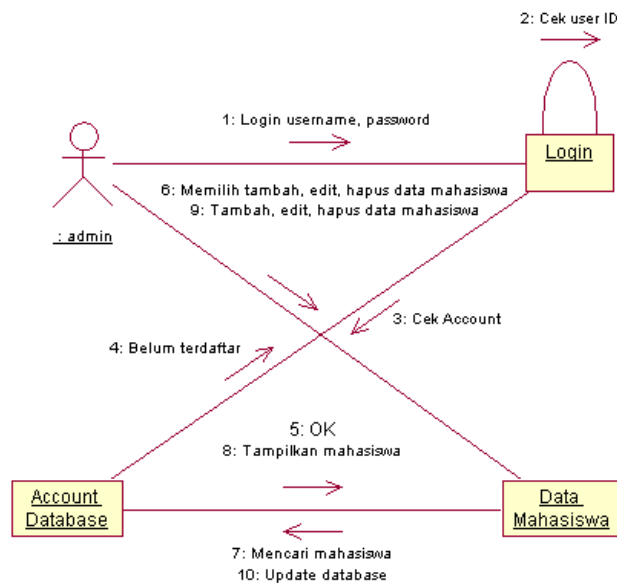 2: Cek user ID
1: Login username, password
Login
6: Memilih tambah, edit, hapus data mahasiswa
9: Tambah, edit, hapus data mahasiswa
: admin
3: Cek Account
4: Belum terdaftar
5: OK
8: Tampilkan mahasiswa
Account
Database
Data
Mahasiswa
7: Mencari mahasiswa
10: Update database